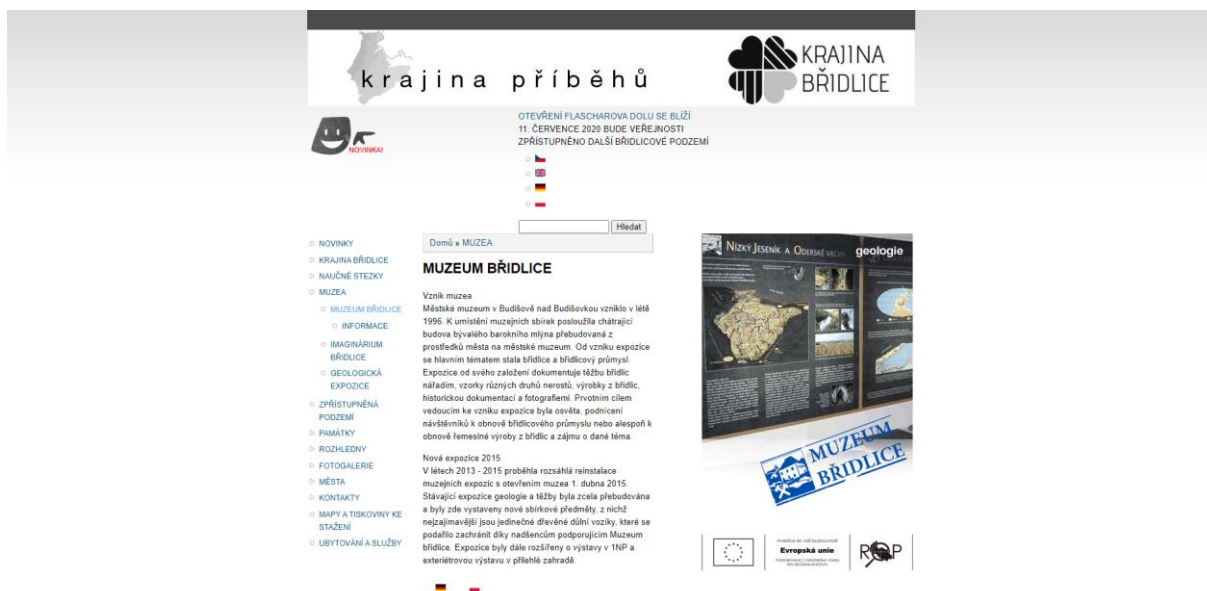 krajina příběhů
KRAJINA
BŘIDLICE
NOVINKA!
OTEVŘENÍ FLASCHAROVA DOLU SE BLÍŽÍ
11. ČERVENCE 2020 BUDE VEŘEJNOSTI
ZPŘÍSTUPNĚNO DALŠÍ BŘIDLICOVÉ PODZEMÍ
Hledat
NOVINKY
KRAJINA BŘIDLICE
NAUČNÉ STEZKY
MUZEA
MUZEUM BŘIDLICE
INFORMACE
IMAGINÁRIUM
BŘIDLICE
GEOLOGICKÁ
EXPOZICE
ZPŘÍSTUPNĚNÁ
PODZEMÍ
PAMÁTKY
ROZHLEDNY
FOTOGALERIE
MĚSTA
KONTAKTY
MAPY A TISKOVINY KE
STAŽENÍ
UBYTOVÁNÍ A SLUŽBY
Domů » MUZEA
MUZEUM BŘIDLICE
Vznik muzea
Městské muzeum v Budišově nad Budišovkou vzniklo v létě
1996. K umístění muzejních sbírek posloužila chátrající
budova bývalého barokního mlýna přebudovaná z
prostředků města na městské muzeum. Od vzniku expozice
se hlavním tématem stala břidlice a břidlicový průmysl.
Expozice od svého založení dokumentuje těžbu břidlic
nářadím, vzorky různých druhů nerostů, výrobky z břidlic,
historickou dokumentací a fotografiemi. Prvotním cílem
vedoucím ke vzniku expozice byla osvěta, podnícení
návštěvníků k obnově břidlicového průmyslu nebo alespoň k
obnově řemeslné výroby z břidlic a zájmu o dané téma.
Nová expozice 2015
V létech 2013 - 2015 proběhla rozsáhlá reinstalace
muzejních expozic s otevřením muzea 1. dubna 2015.
Stávající expozice geologie a těžby byla zcela přebudována
a byly zde vystaveny nové sbírkové předměty, z nichž
nejzajímavější jsou jedinečné dřevěné důlní vozíky, které se
podařilo zachránit díky nadšencům podporujícím Muzeum
břidlice. Expozice byly dále rozšířeny o výstavy v 1NP a
exteriérovou výstavu v přilehlé zahradě.
NÍZKÝ JESENÍK A ODERSKÉ VRCHY geologie
MUZEUM
BŘIDLICE
Investice do vaší budoucnosti
Evropská unie
ROP